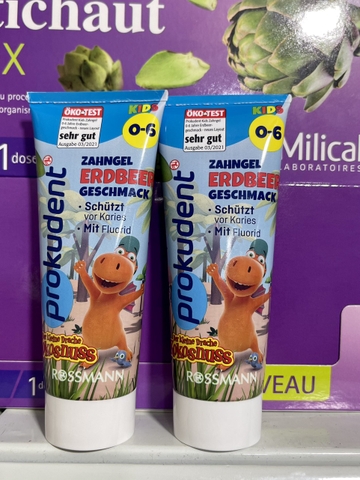 tichaut
X
1 dose
Milical
LABORATOIRES
VEAU
1
ÖKO•TEST
sehr gut
Ausgabe 03/2021
KIDS
0-6
prokudent
ZAHNGEL
ERDBEER
GESCHMACK
• Schützt
vor Karies
• Mit Fluorid
Der kleine Drache
Kokosnuss
ROSSMANN
ÖKO•TEST
sehr gut
Ausgabe 03/2021
KIDS
0-6
prokudent
ZAHNGEL
ERDBEER
GESCHMACK
• Schützt
vor Karies
• Mit Fluorid
der kleine Drache
okosnuss
ROSSMANN